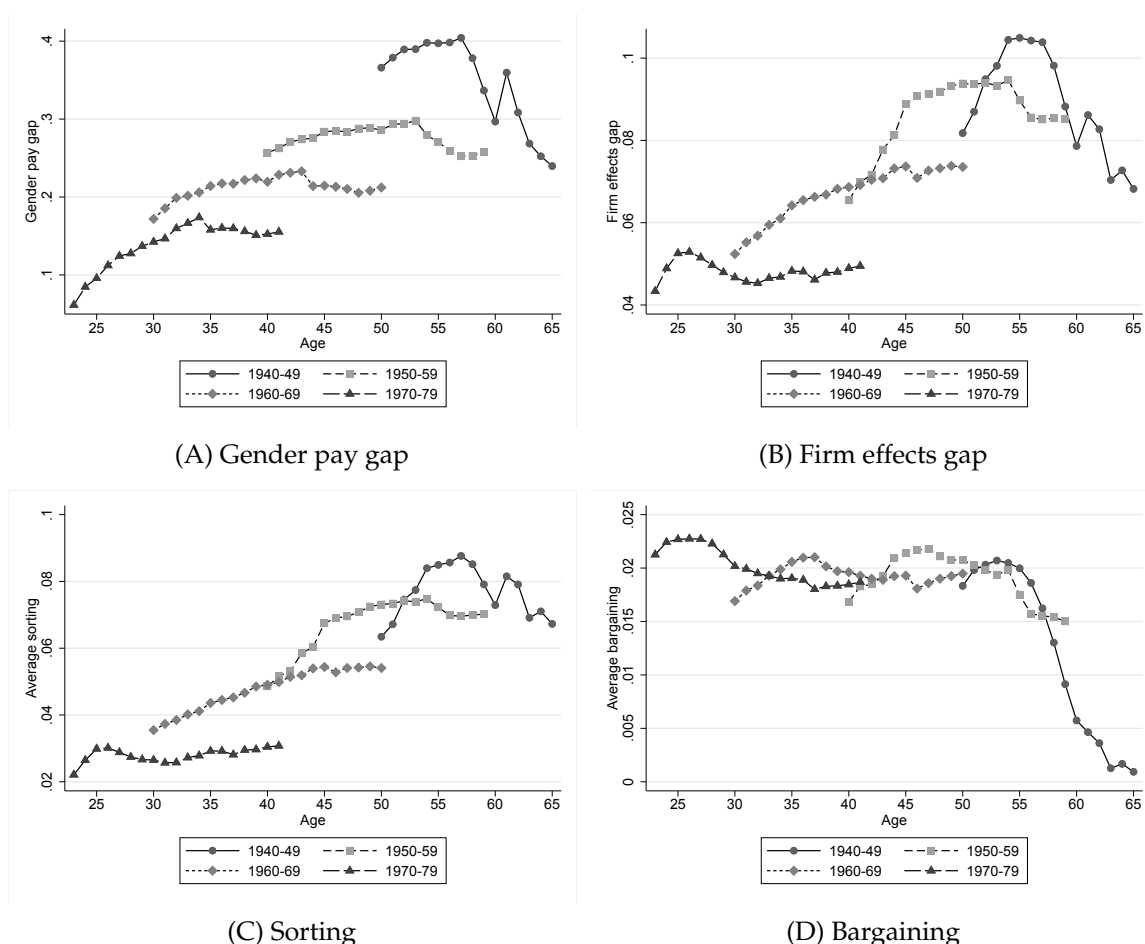 Gender pay gap
.1 .2 .3 .4
25 30 35 40 45 50 55 60 65
Age
1940-49 1950-59
1960-69 1970-79
(A) Gender pay gap
Firm effects gap
.04 .06 .08 .1
25 30 35 40 45 50 55 60 65
Age
1940-49 1950-59
1960-69 1970-79
(B) Firm effects gap
Average sorting
.02 .04 .06 .08 .1
25 30 35 40 45 50 55 60 65
Age
1940-49 1950-59
1960-69 1970-79
(C) Sorting
Average bargaining
0 .005 .01 .015 .02 .025
25 30 35 40 45 50 55 60 65
Age
1940-49 1950-59
1960-69 1970-79
(D) Bargaining